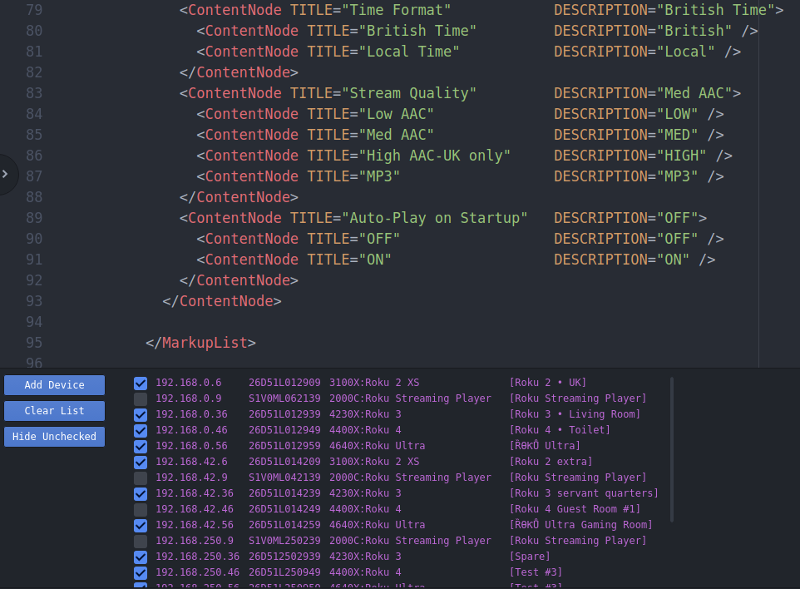 79 <ContentNode TITLE="Time Format" DESCRIPTION="British Time">
80 <ContentNode TITLE="British Time" DESCRIPTION="British" />
81 <ContentNode TITLE="Local Time" DESCRIPTION="Local" />
82 </ContentNode>
83 <ContentNode TITLE="Stream Quality" DESCRIPTION="Med AAC">
84 <ContentNode TITLE="Low AAC" DESCRIPTION="LOW" />
85 <ContentNode TITLE="Med AAC" DESCRIPTION="MED" />
86 <ContentNode TITLE="High AAC-UK only" DESCRIPTION="HIGH" />
87 <ContentNode TITLE="MP3" DESCRIPTION="MP3" />
88 </ContentNode>
89 <ContentNode TITLE="Auto-Play on Startup" DESCRIPTION="OFF">
90 <ContentNode TITLE="OFF" DESCRIPTION="OFF" />
91 <ContentNode TITLE="ON" DESCRIPTION="ON" />
92 </ContentNode>
93 </ContentNode>
94
95 </MarkupList>
96
Add Device
Clear List
Hide Unchecked
192.168.0.6 26D51L012909 3100X:Roku 2 XS [Roku 2 • UK]
192.168.0.9 S1V0ML062139 2000C:Roku Streaming Player [Roku Streaming Player]
192.168.0.36 26D51L012939 4230X:Roku 3 [Roku 3 • Living Room]
192.168.0.46 26D51L012949 4400X:Roku 4 [Roku 4 • Toilet]
192.168.0.56 26D51L012959 4640X:Roku Ultra Ultra]
192.168.42.6 26D51L014209 3100X:Roku 2 XS [Roku 2 extra]
192.168.42.9 S1V0ML042139 2000C:Roku Streaming Player [Roku Streaming Player]
192.168.42.36 26D51L014239 4230X:Roku 3 [Roku 3 servant quarters]
192.168.42.46 26D51L014249 4400X:Roku 4 [Roku 4 Guest Room #1]
192.168.42.56 26D51L014259 4640X:Roku Ultra Ultra Gaming Room]
192.168.250.9 S1V0ML250239 2000C:Roku Streaming Player [Roku Streaming Player]
192.168.250.36 26D512502939 4230X:Roku 3 [Spare]
192.168.250.46 26D51L250949 4400X:Roku 4 [Test #3]